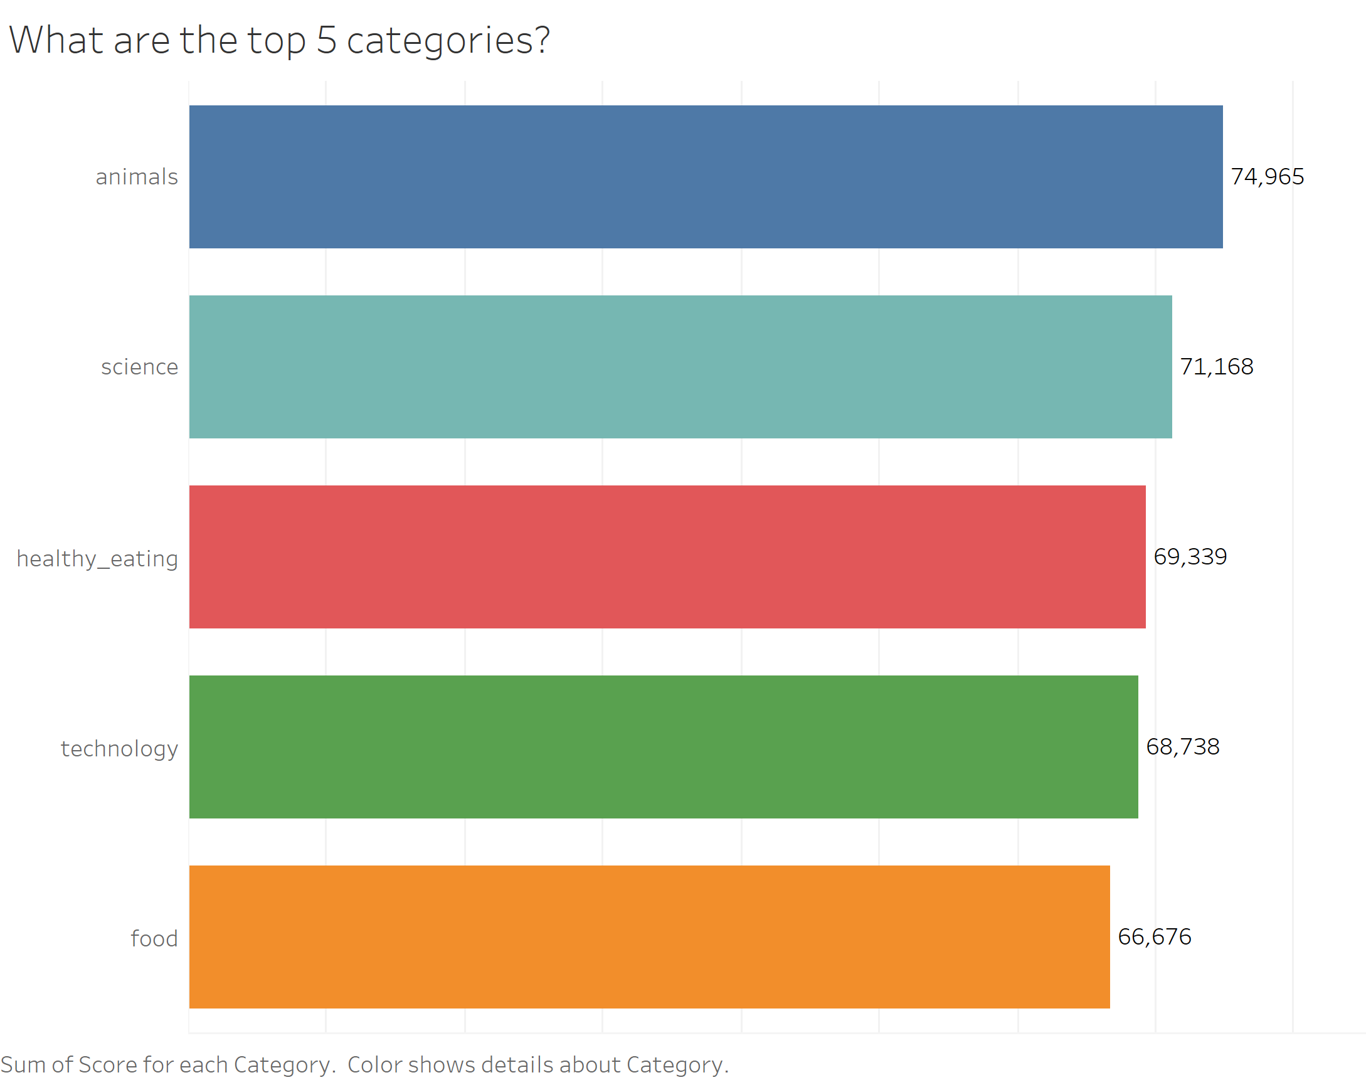 What are the top 5 categories?
animals 74,965
science 71,168
healthy_eating 69,339
technology 68,738
food 66,676
Sum of Score for each Category.  Color shows details about Category.